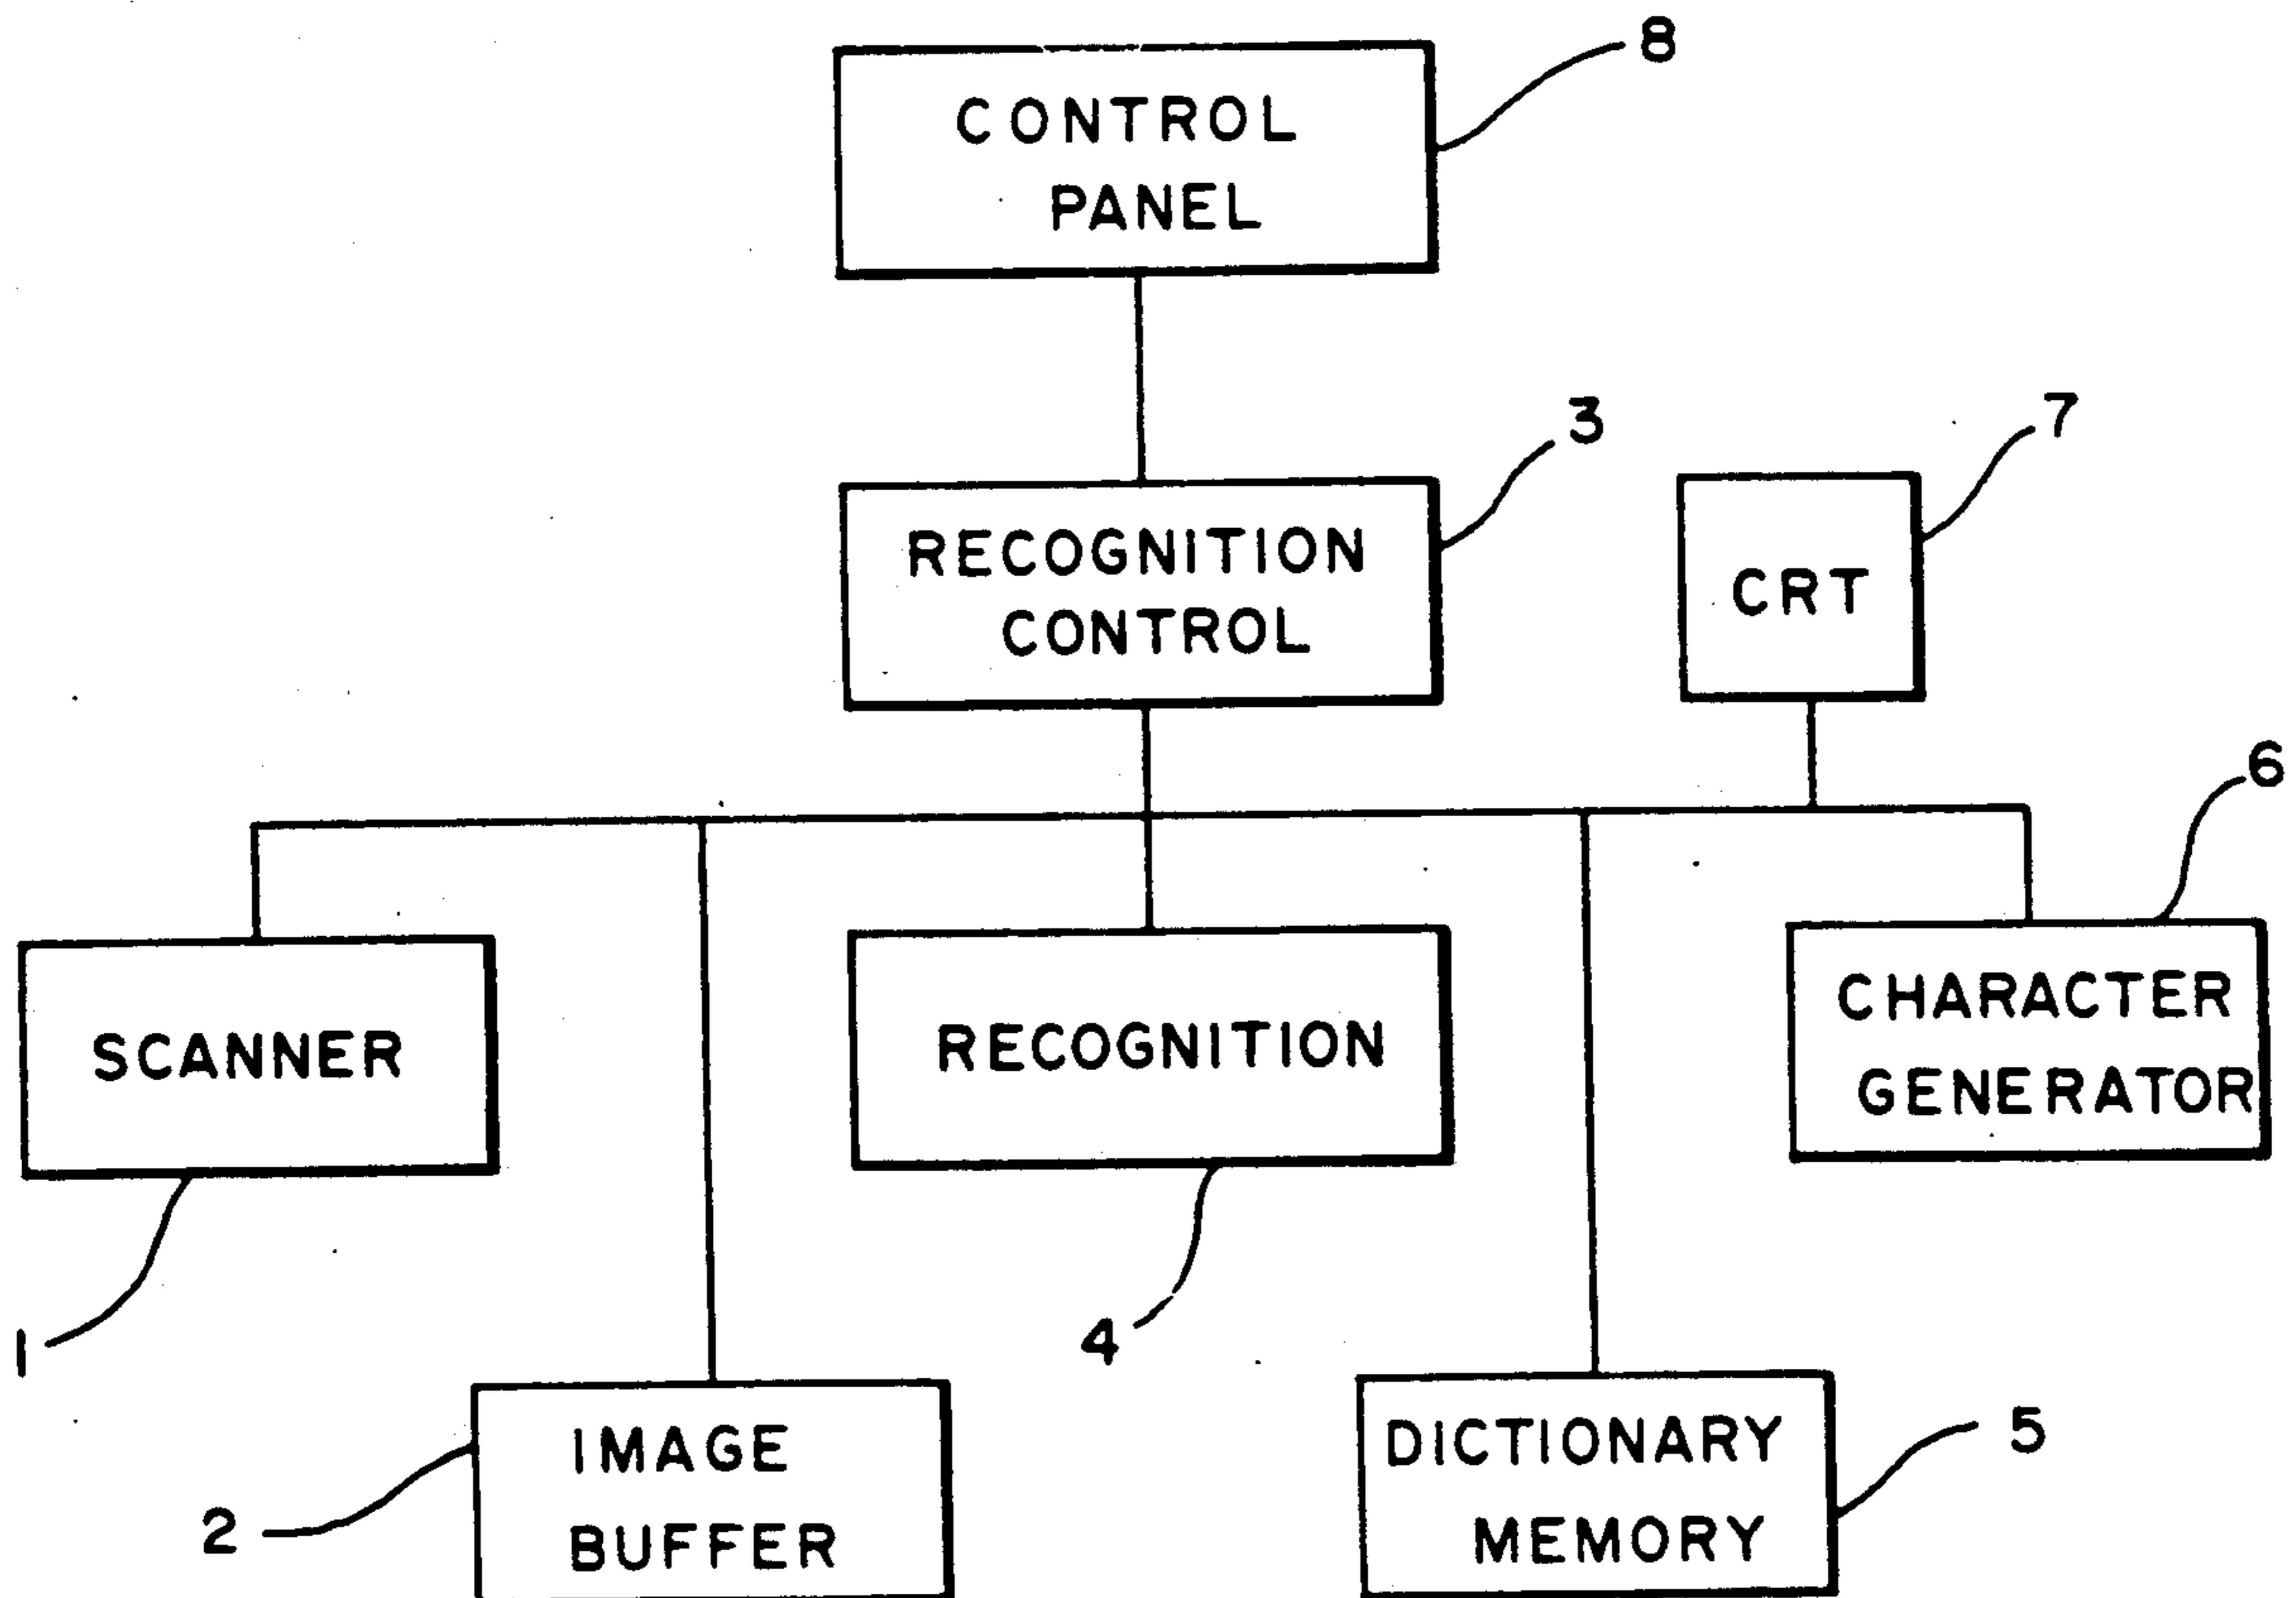 8
CONTROL
PANEL
3
7
RECOGNITION
CONTROL
CRT
6
SCANNER
RECOGNITION
CHARACTER
GENERATOR
1
4
IMAGE
BUFFER
2
DICTIONARY
MEMORY
5